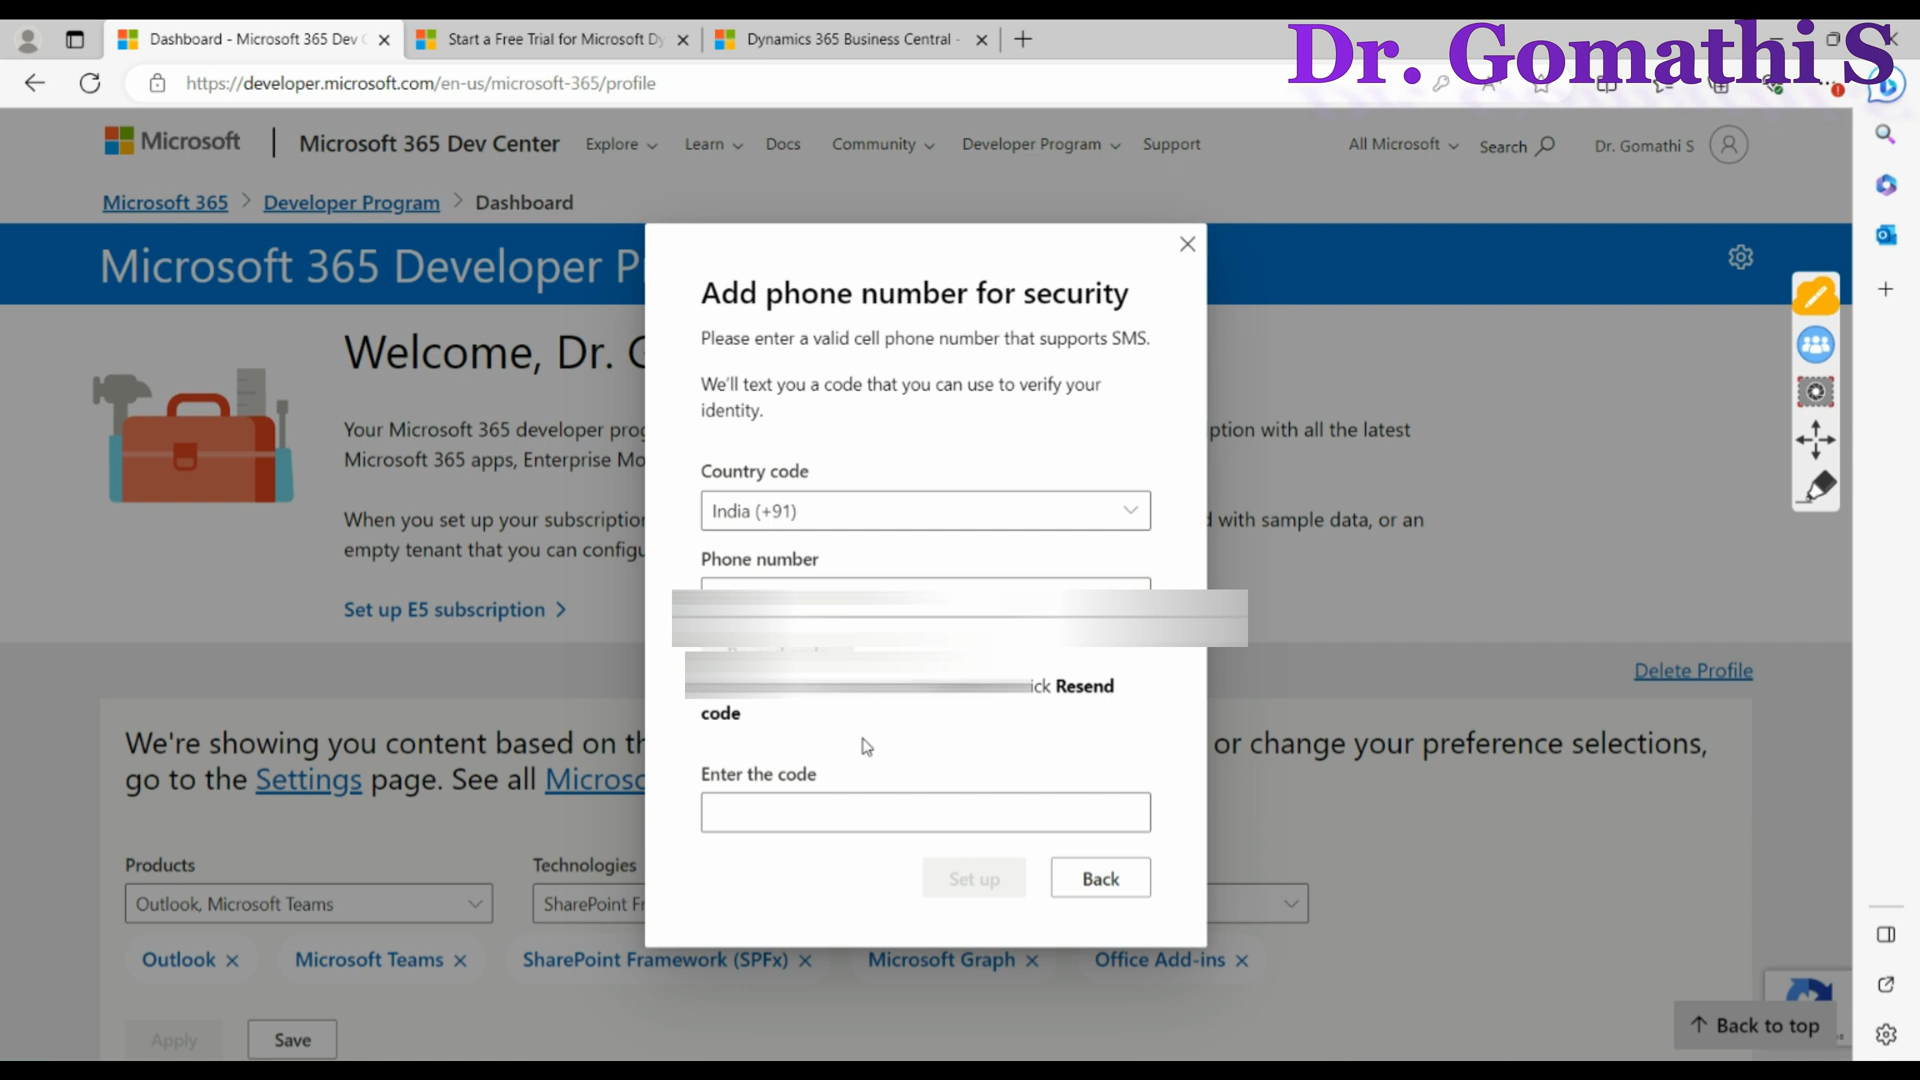 Dr. Gomathi S
Dashboard - Microsoft 365 Dev C
Start a Free Trial for Microsoft Dy
Dynamics 365 Business Central -
https://developer.microsoft.com/en-us/microsoft-365/profile
Microsoft
Microsoft 365 Dev Center
Explore
Learn
Docs
Community
Developer Program
Support
All Microsoft
Search
Dr. Gomathi S
Microsoft 365 > Developer Program > Dashboard
Microsoft 365 Developer P
Welcome, Dr. G
Your Microsoft 365 developer prog
ption with all the latest
Microsoft 365 apps, Enterprise Mo
When you set up your subscription
d with sample data, or an
empty tenant that you can configu
Set up E5 subscription
Add phone number for security
Please enter a valid cell phone number that supports SMS.
We'll text you a code that you can use to verify your
identity.
Country code
India (+91)
Phone number
ick Resend
code
Enter the code
Set up
Back
Delete Profile
We're showing you content based on th
or change your preference selections,
go to the Settings page. See all Microso
Products
Technologies
Outlook, Microsoft Teams
SharePoint Fr
Outlook
Microsoft Teams
SharePoint Framework (SPFx)
Microsoft Graph
Office Add-ins
Apply
Save
Back to top